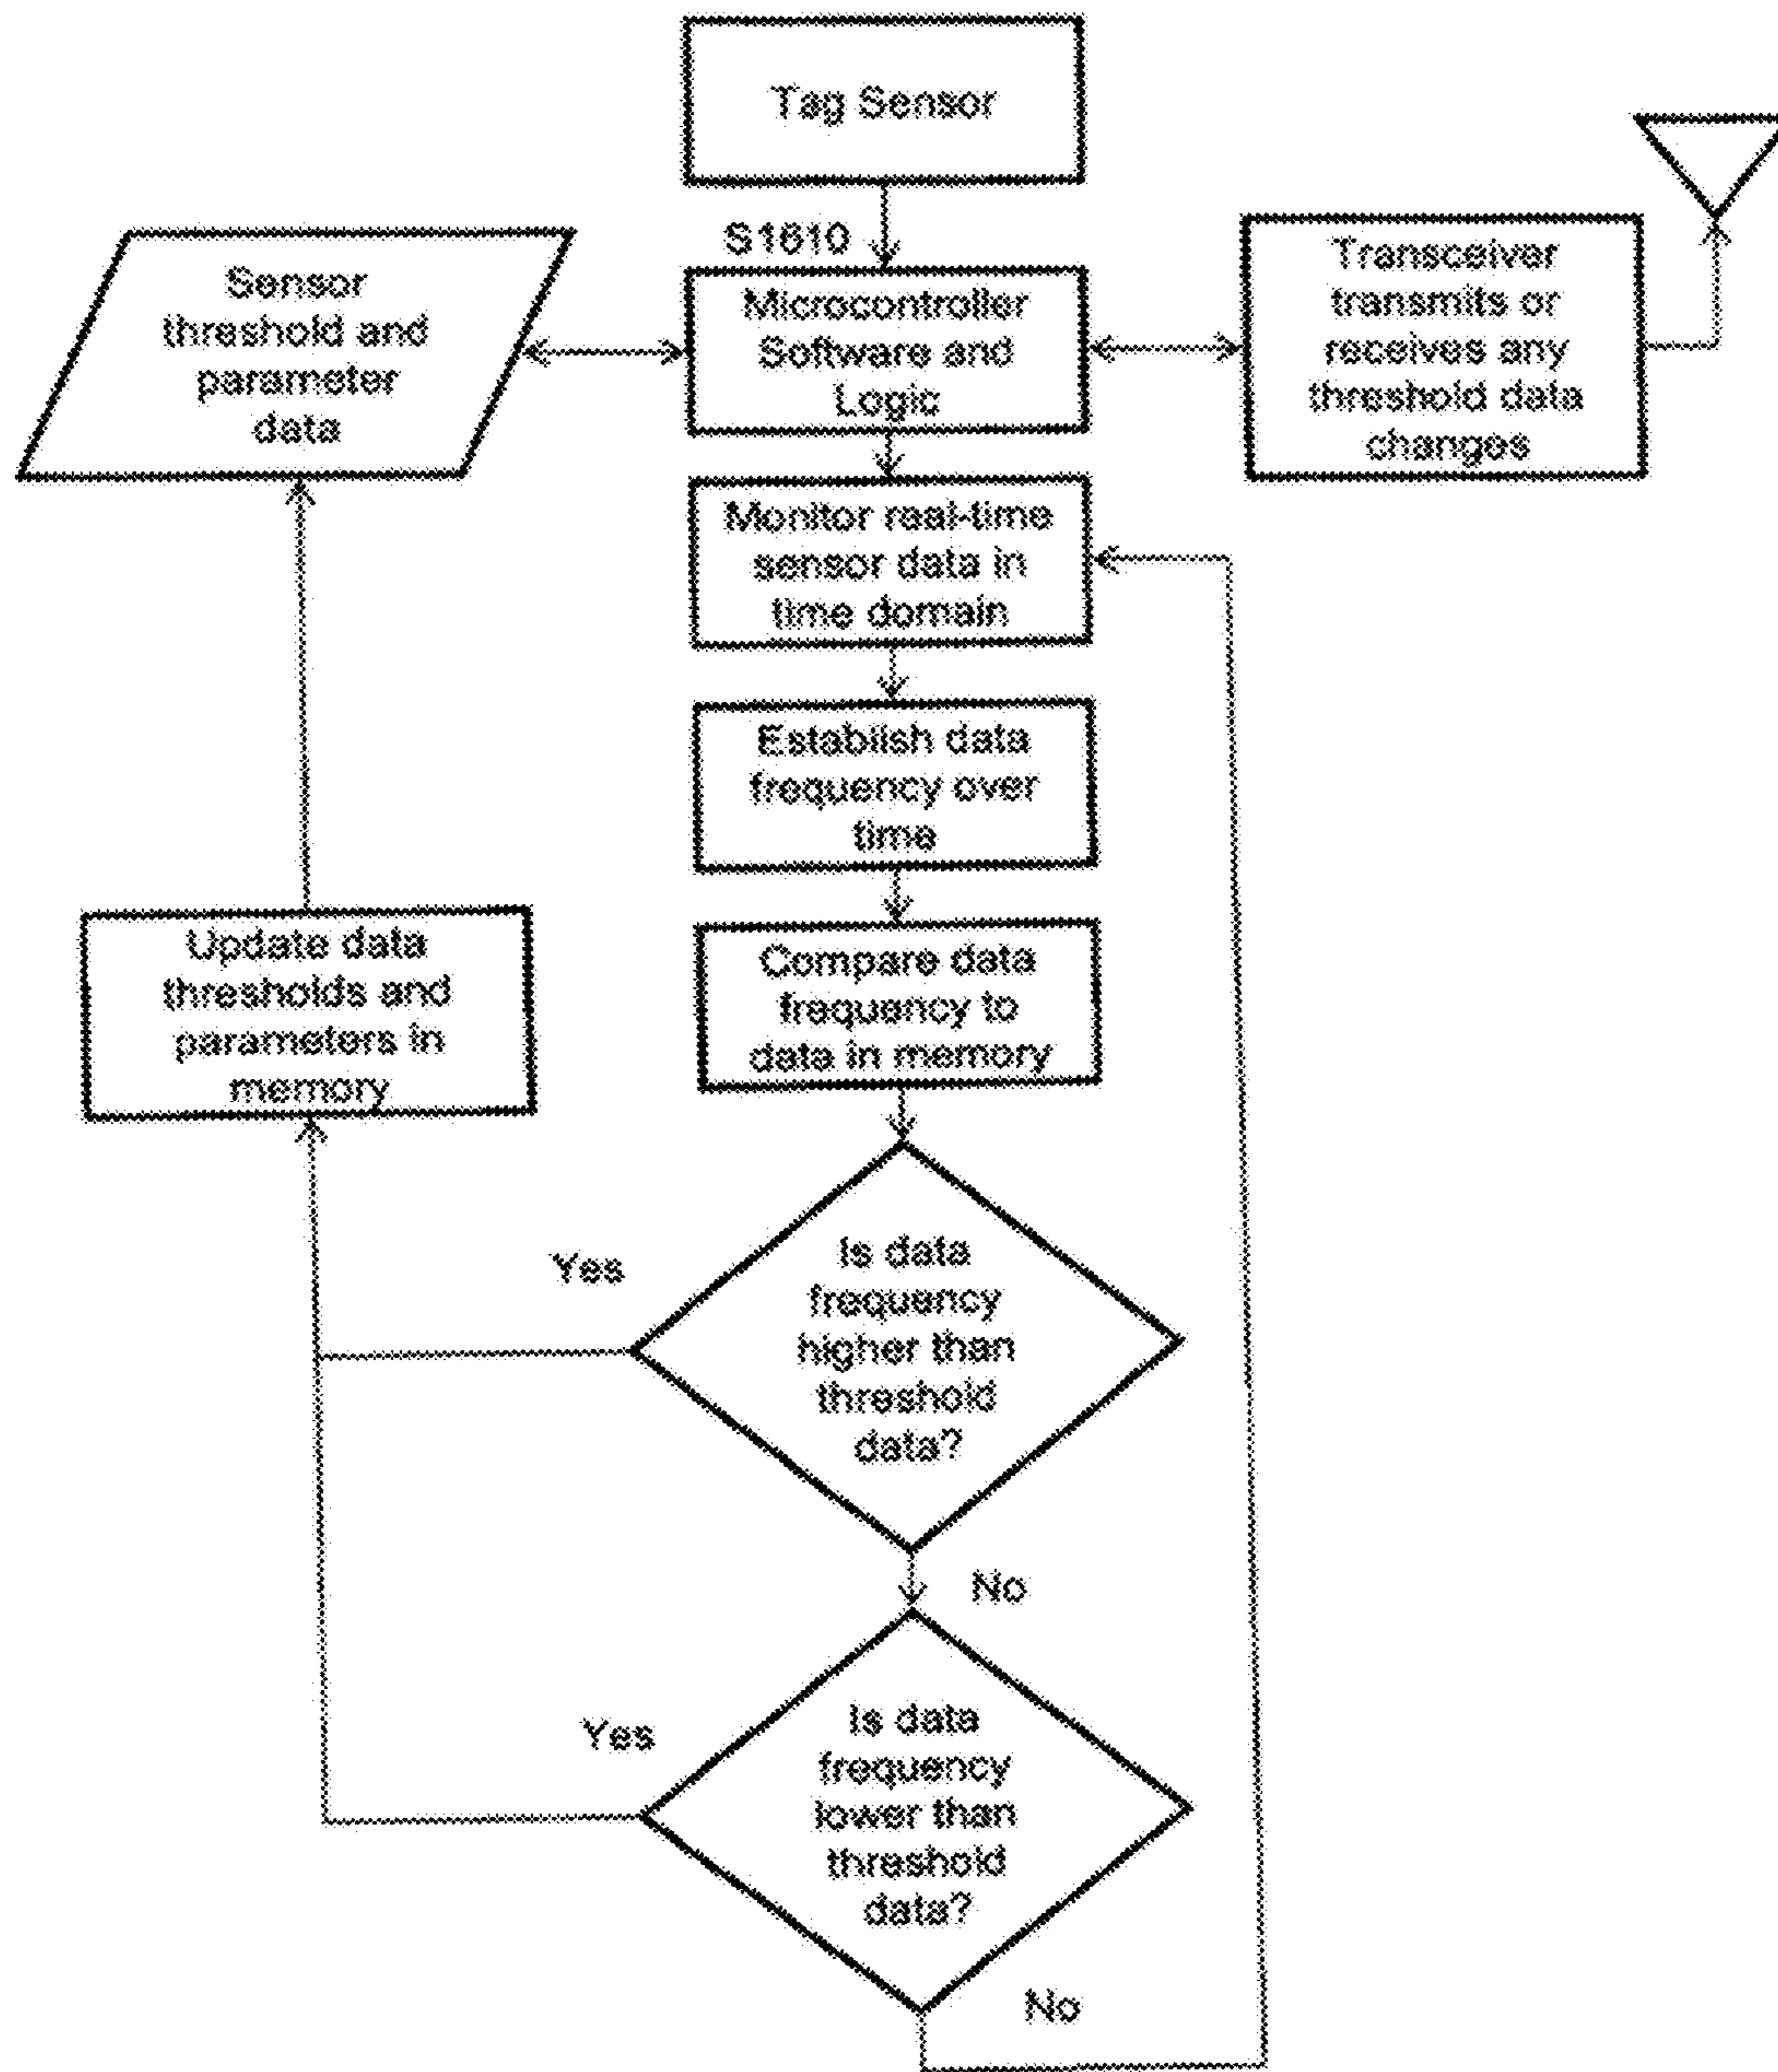 Tag Sensor
S1610
Sensor
threshold and
parameter
data
Microcontroller
Software and
Logic
Transceiver
transmits or
receives any
threshold data
changes
Monitor real-time
sensor data in
time domain
Establish data
frequency over
time
Update data
thresholds and
parameters in
memory
Compare data
frequency to
data in memory
Yes
Is data
frequency
higher than
threshold
data?
No
Yes
Is data
frequency
lower than
threshold
data?
No